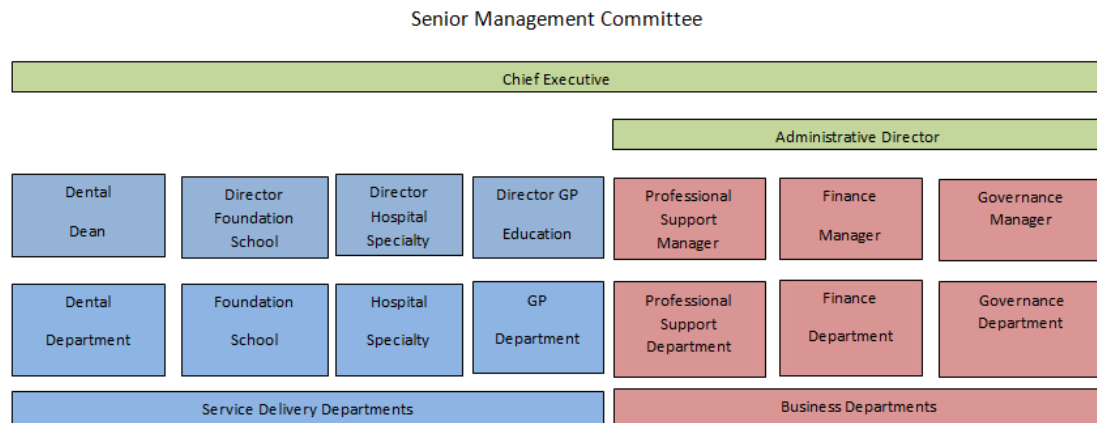 Senior Management Committee
Chief Executive
Administrative Director
Dental
Dean
Director
Foundation
School
Director
Hospital
Specialty
Director GP
Education
Professional
Support
Manager
Finance
Manager
Governance
Manager
Dental
Department
Foundation
School
Hospital
Specialty
GP
Department
Professional
Support
Department
Finance
Department
Governance
Department
Service Delivery Departments
Business Departments